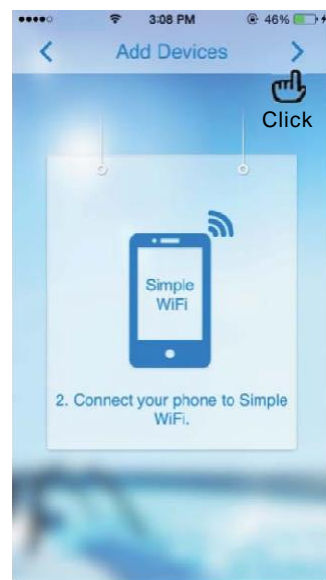 3:08 PM
46%
Add Devices
Click
Simple
WiFi
2. Connect your phone to Simple
WiFi.